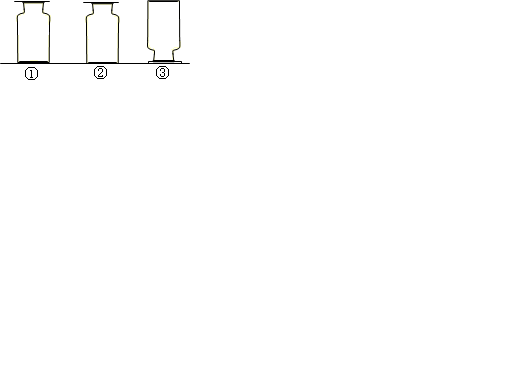 ① ② ③